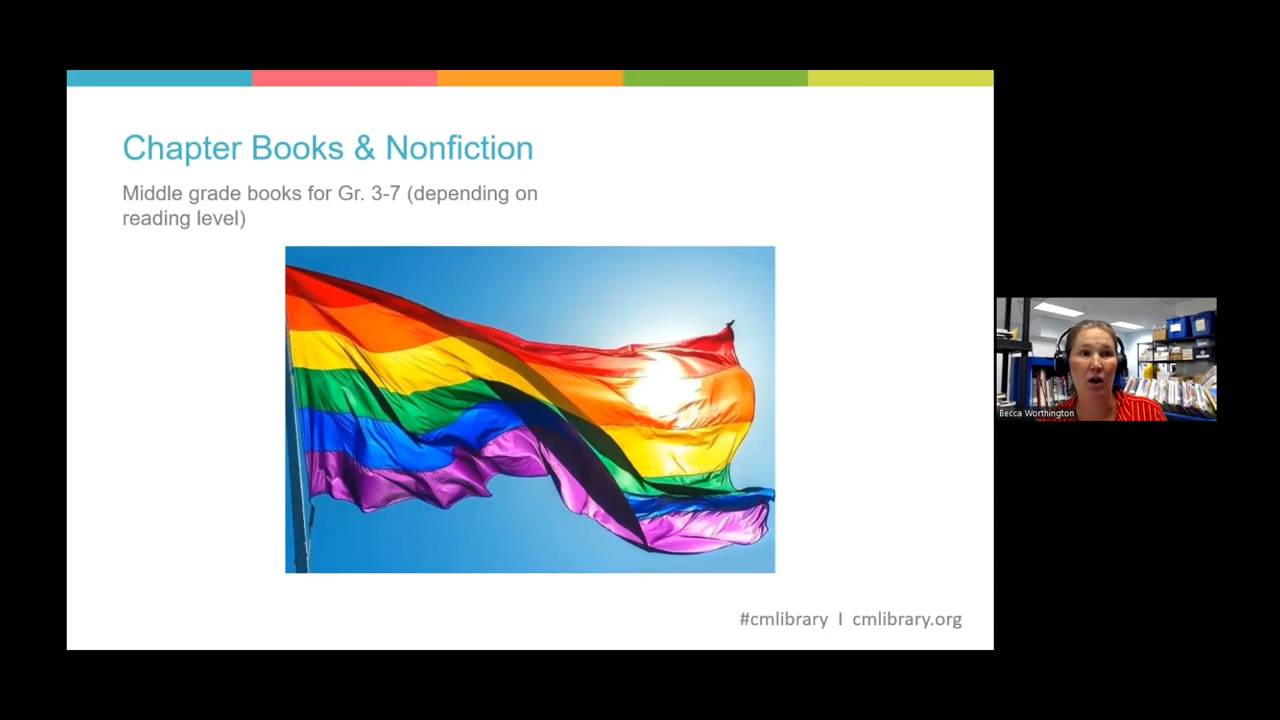 Chapter Books & Nonfiction
Middle grade books for Gr. 3-7 (depending on
reading level)
Becca Worthington
#cmlibrary I cmlibrary.org